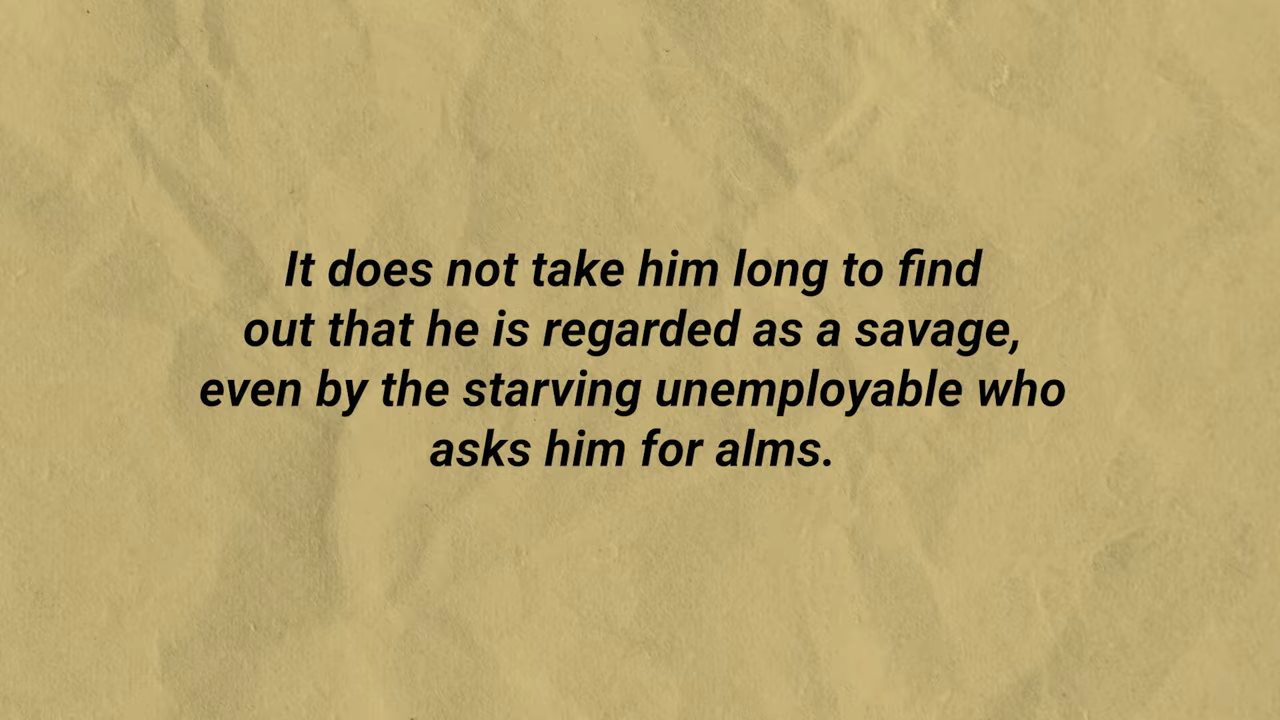 It does not take him long to find
out that he is regarded as a savage,
even by the starving unemployable who
asks him for alms.